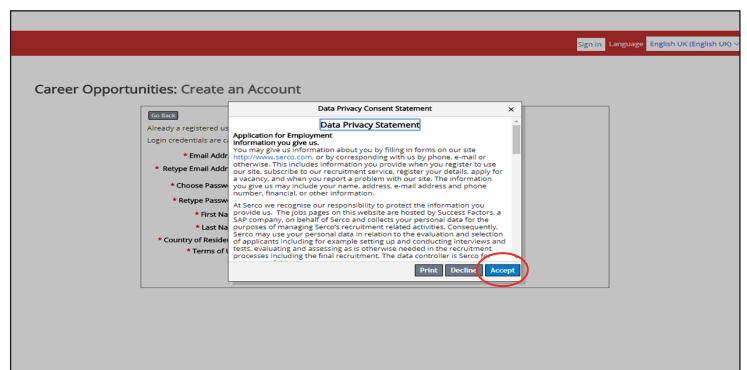 Sign In Language English UK (English UK)
Career Opportunities: Create an Account
Go Back
Already a registered us
Login credentials are ca
* Email Addr
* Retype Email Addr
* Choose Passw
* Retype Passw
* First Na
* Last Na
* Country of Resider
* Terms of U
Data Privacy Consent Statement ×
Data Privacy Statement
Application for Employment
Information you give us.
You may give us information about you by filling in forms on our site
http://www.serco.com, or by corresponding with us by phone, e-mail or
otherwise. This includes information you provide when you register to use
our site, subscribe to our recruitment service, register your details, apply for
a vacancy, and when you report a problem with our site. The information
you give us may include your name, address, e-mail address and phone
number, financial, or other information.
At Serco we recognise our responsibility to protect the information you
provide us. The jobs pages on this website are hosted by Success Factors, a
SAP company, on behalf of Serco and collects your personal data for the
purposes of managing Serco's recruitment related activities. Consequently,
Serco may use your personal data in relation to the evaluation and selection
of applicants including for example setting up and conducting interviews and
tests, evaluating and assessing as is otherwise needed in the recruitment
processes including the final recruitment. The data controller is Serco for
Print Decline Accept